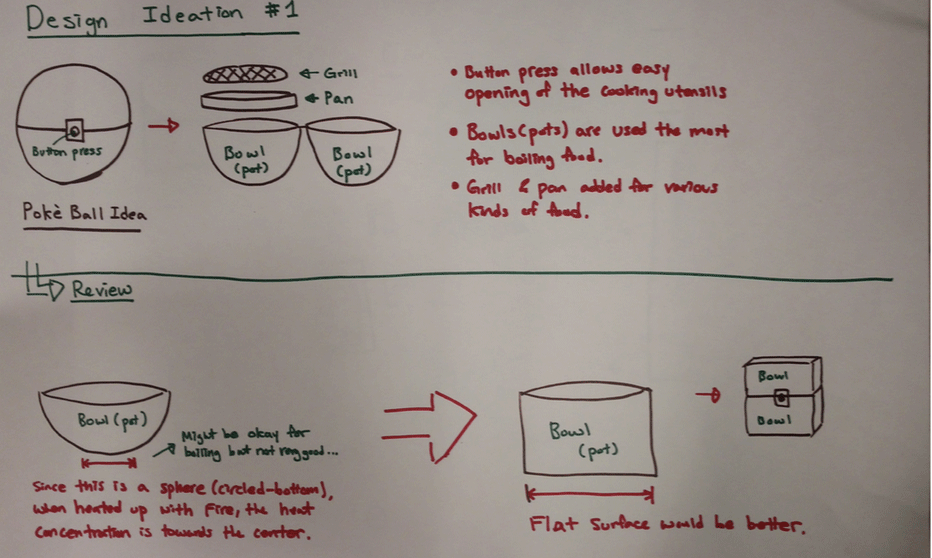 Design Ideation #1
Button press
Pokè Ball Idea
Grill
Pan
Bowl
(pot)
Bowl
(pot)
• Button press allows easy
opening of the cooking utensils
• Bowls(pots) are used the most
for boiling food.
• Grill & pan added for various
kinds of food.
Review
Bowl (pot)
Might be okay for
boiling but not very good...
Since this is a sphere (circled-bottom),
when heated up with Fire, the heat
concentration is towards the center.
Bowl
(pot)
Flat surface would be better.
Bowl
Bowl